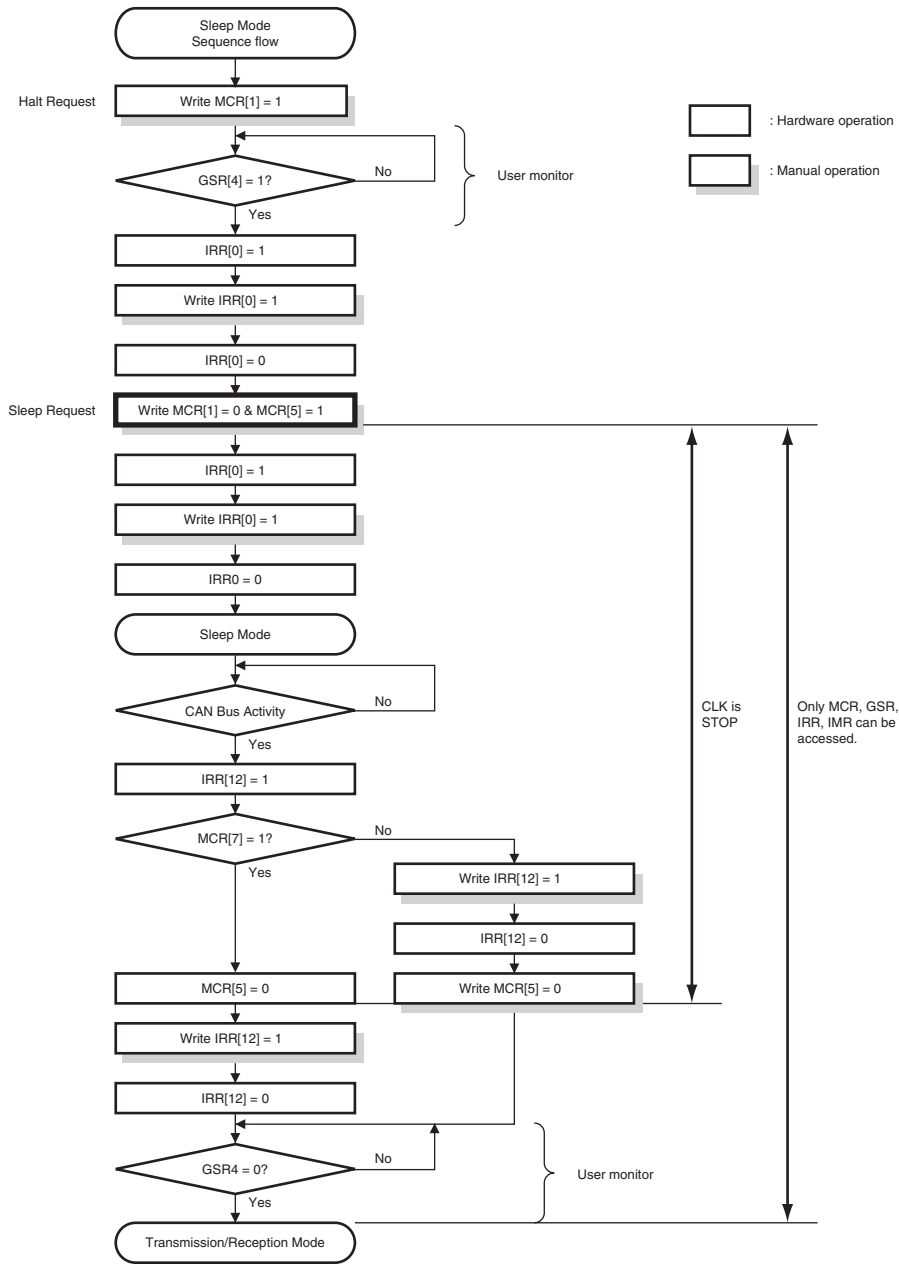 Sleep Mode
Sequence flow
Halt Request
Write MCR[1] = 1
: Hardware operation
: Manual operation
GSR[4] = 1?
No
User monitor
Yes
IRR[0] = 1
Write IRR[0] = 1
IRR[0] = 0
Sleep Request
Write MCR[1] = 0 & MCR[5] = 1
IRR[0] = 1
Write IRR[0] = 1
IRR0 = 0
Sleep Mode
CAN Bus Activity
No
Yes
CLK is
STOP
Only MCR, GSR,
IRR, IMR can be
accessed.
IRR[12] = 1
MCR[7] = 1?
No
Yes
Write IRR[12] = 1
IRR[12] = 0
MCR[5] = 0
Write MCR[5] = 0
Write IRR[12] = 1
IRR[12] = 0
GSR4 = 0?
No
User monitor
Yes
Transmission/Reception Mode